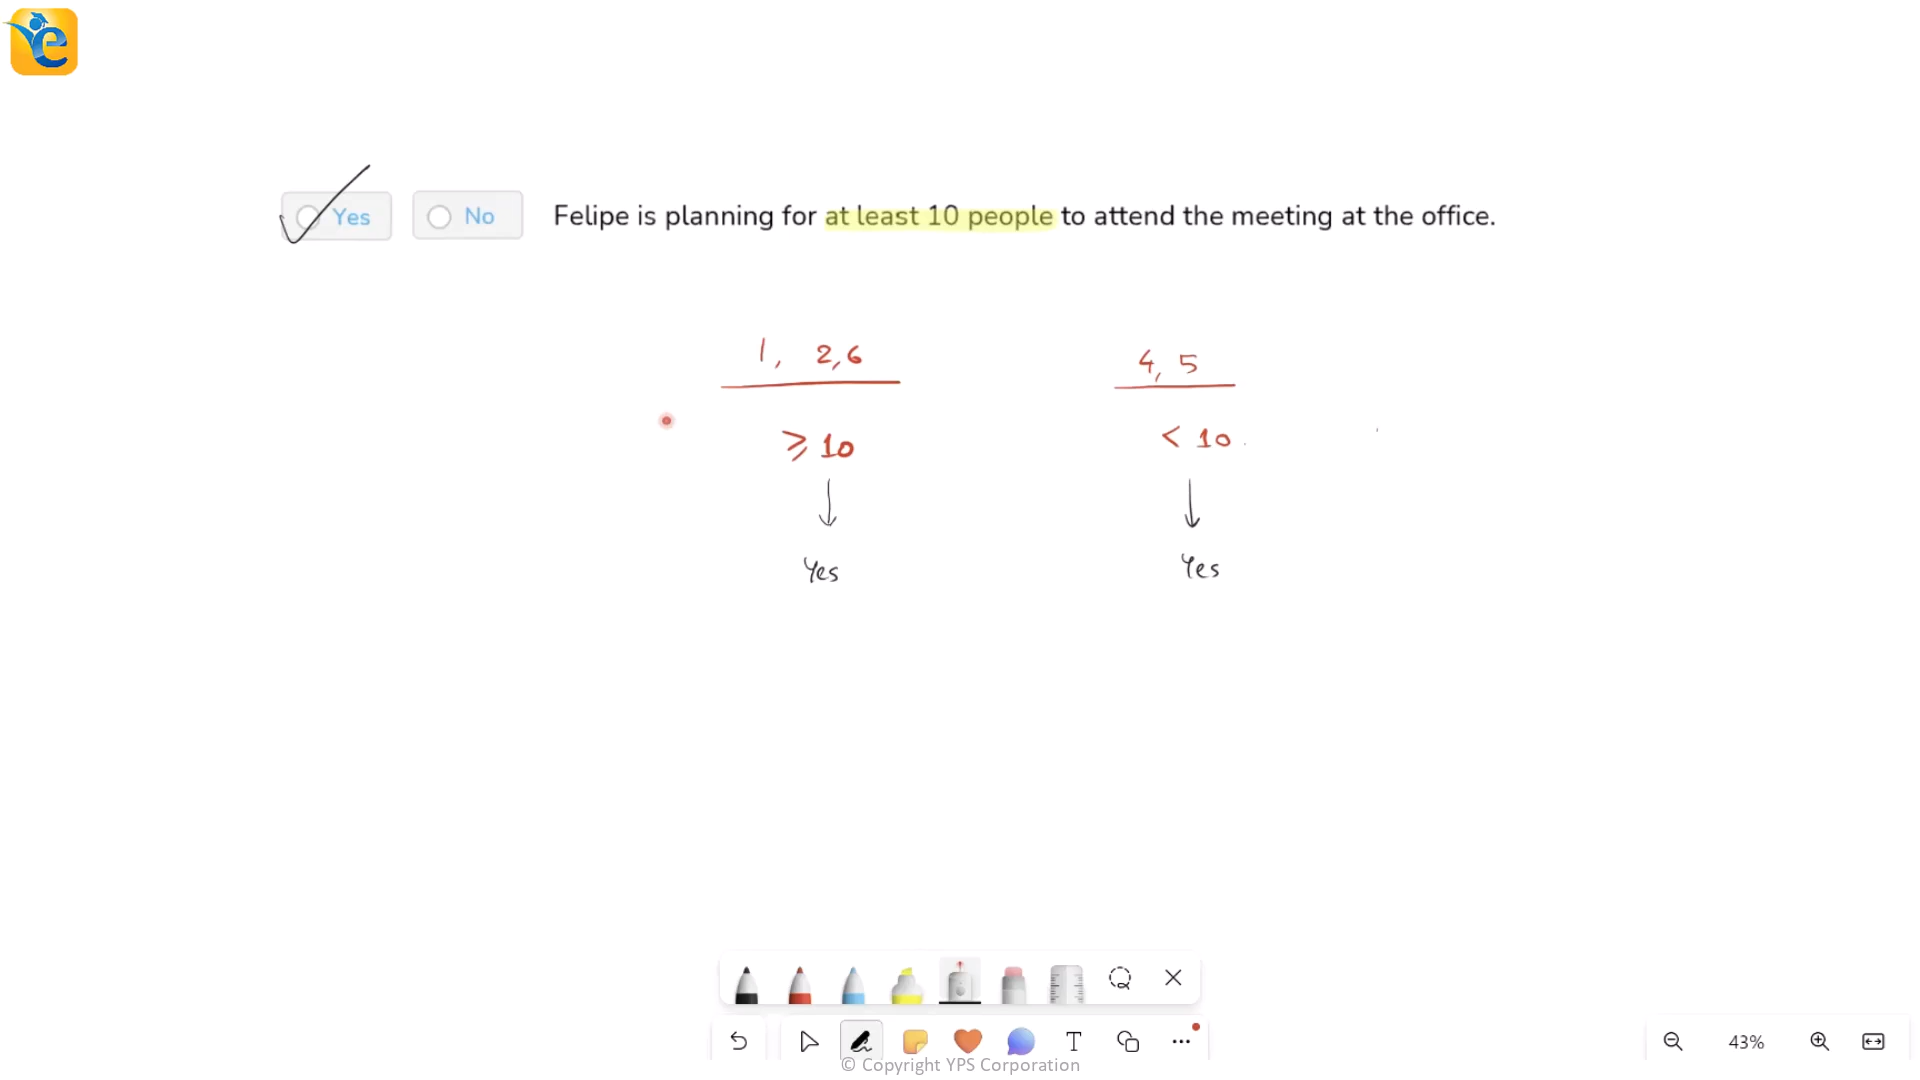 e
Yes No Felipe is planning for at least 10 people to attend the meeting at the office.
1, 2,6 4, 5
⩾ 10 < 10
Yes Yes
T ...
43%
© Copyright YPS Corporation